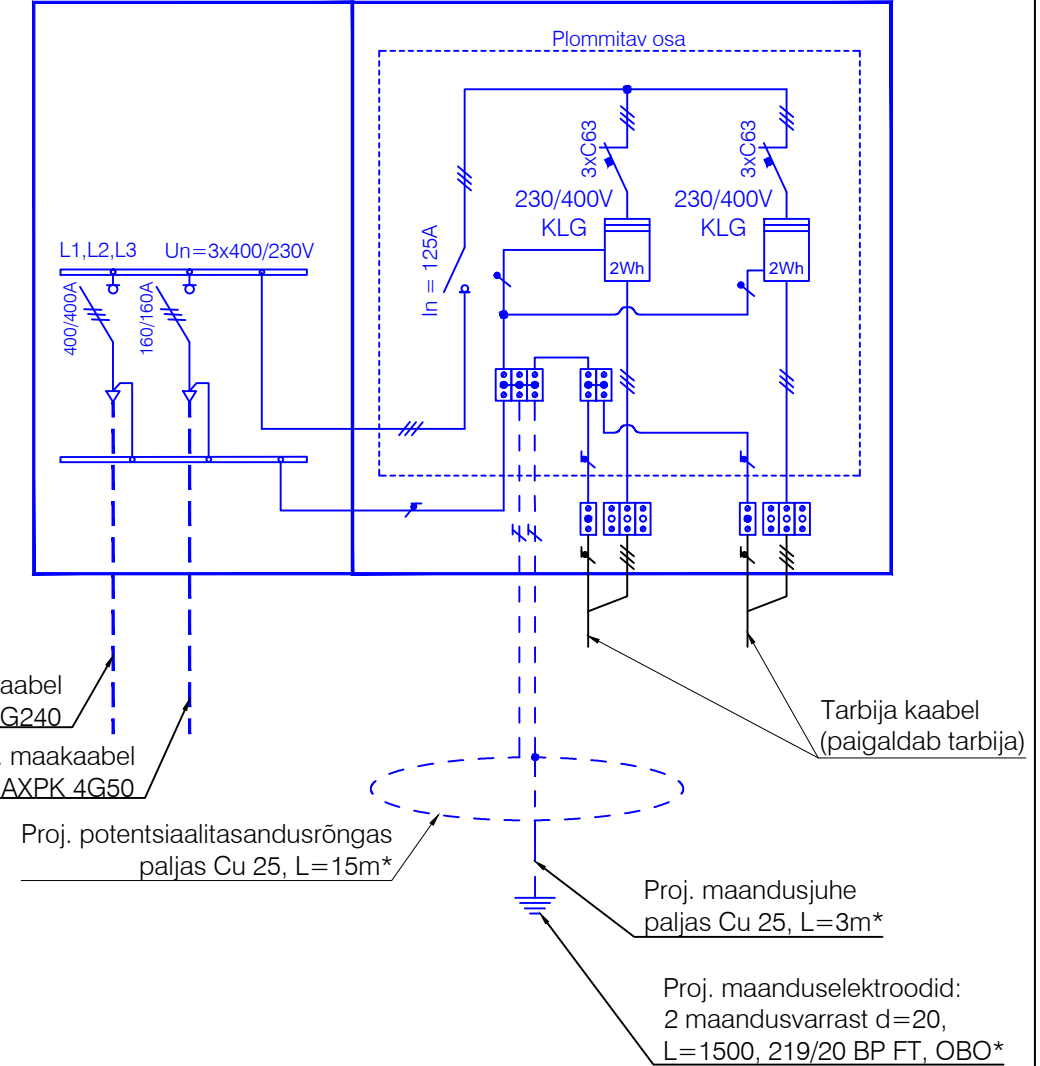 Plommitav osa
3xC63
3xC63
230/400V
KLG
230/400V
KLG
2Wh
2Wh
In = 125A
L1,L2,L3
Un=3x400/230V
400/400A
160/160A
aabel
G240
. maakaabel
AXPK 4G50
Tarbija kaabel
(paigaldab tarbija)
Proj. potentsiaalitasandusrõngas
paljas Cu 25, L=15m*
Proj. maandusjuhe
paljas Cu 25, L=3m*
Proj. maanduselektroodid:
2 maandusvarrast d=20,
L=1500, 219/20 BP FT, OBO*